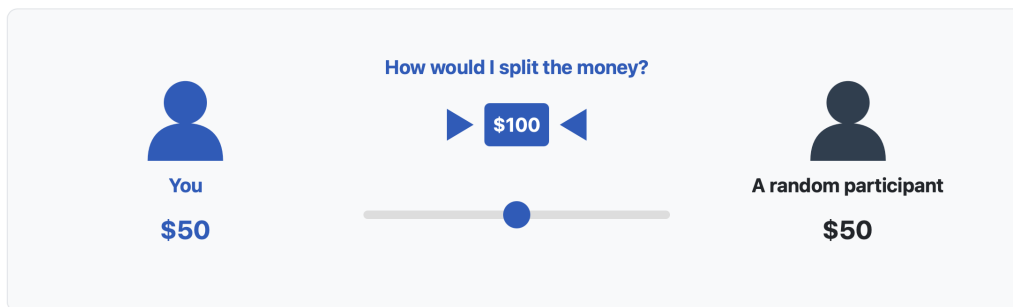 How would I split the money?
$100
You
A random participant
$50
$50